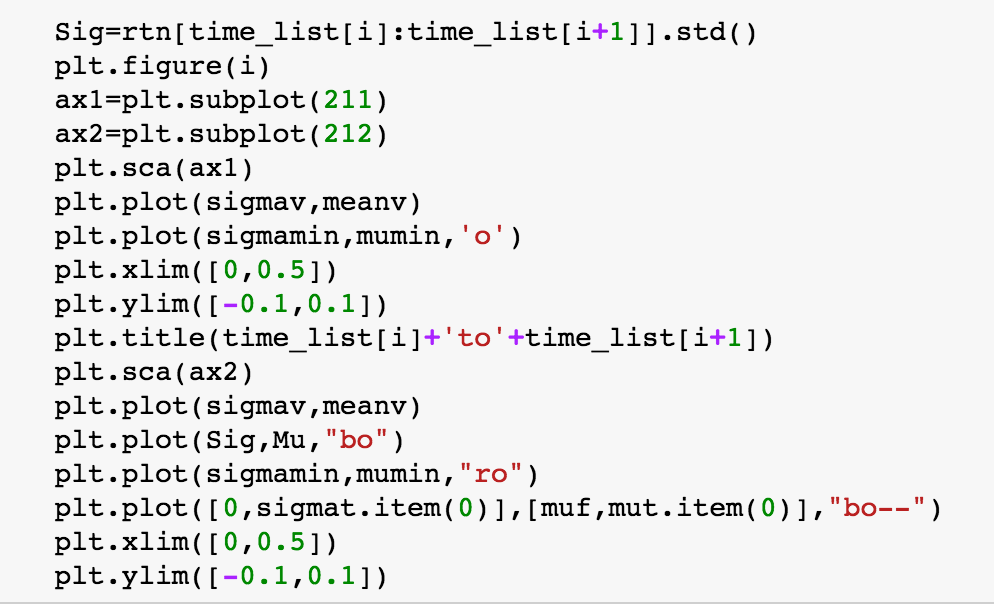 Sig=rtn[time_list[i]:time_list[i+1]].std()
plt.figure(i)
ax1=plt.subplot(211)
ax2=plt.subplot(212)
plt.sca(ax1)
plt.plot(sigmav,meanv)
plt.plot(sigmamin,mumin,'o')
plt.xlim([0,0.5])
plt.ylim([-0.1,0.1])
plt.title(time_list[i]+'to'+time_list[i+1])
plt.sca(ax2)
plt.plot(sigmav,meanv)
plt.plot(Sig,Mu,"bo")
plt.plot(sigmamin,mumin,"ro")
plt.plot([0,sigmat.item(0)],[muf,mut.item(0)],"bo--")
plt.xlim([0,0.5])
plt.ylim([-0.1,0.1])